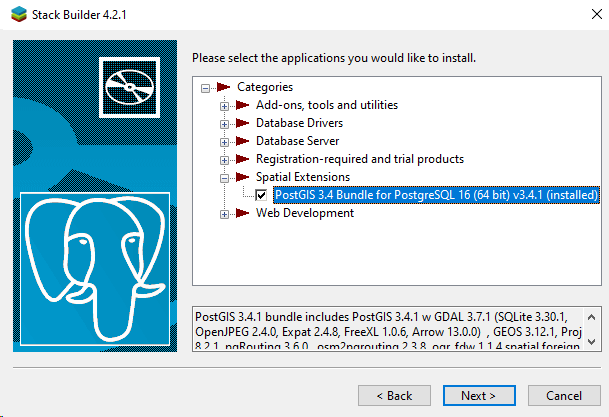 Stack Builder 4.2.1
Please select the applications you would like to install.
Categories
Add-ons, tools and utilities
Database Drivers
Database Server
Registration-required and trial products
Spatial Extensions
PostGIS 3.4 Bundle for PostgreSQL 16 (64 bit) v3.4.1 (installed)
Web Development
PostGIS 3.4.1 bundle includes PostGIS 3.4.1 w GDAL 3.7.1 (SQLite 3.30.1,
OpenJPEG 2.4.0, Expat 2.4.8, FreeXL 1.0.6, Arrow 13.0.0) , GEOS 3.12.1, Proj
8.2.1, pgRouting 3.6.0, osm2pgrouting 2.3.8, ogr_fdw 1.1.4 spatial foreign
< Back
Next >
Cancel